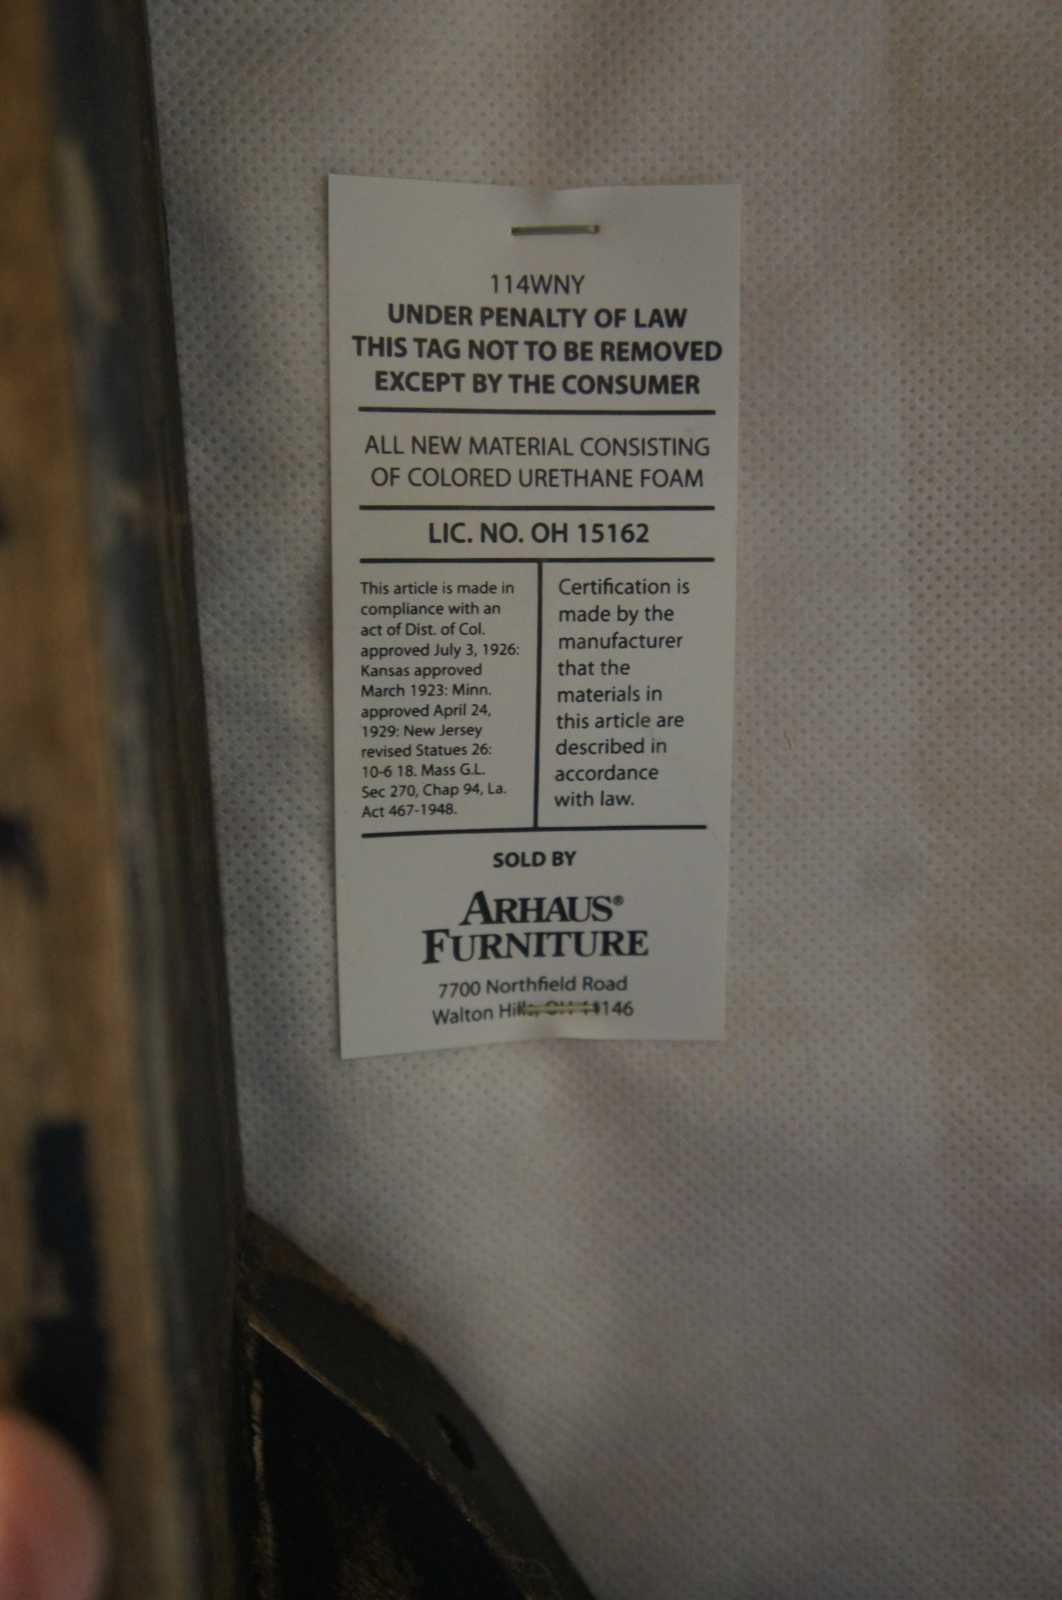 114WNY
UNDER PENALTY OF LAW
THIS TAG NOT TO BE REMOVED
EXCEPT BY THE CONSUMER
ALL NEW MATERIAL CONSISTING
OF COLORED URETHANE FOAM
LIC. NO. OH 15162
This article is made in
compliance with an
act of Dist. of Col.
approved July 3, 1926:
Kansas approved
March 1923: Minn.
approved April 24,
1929: New Jersey
revised Statues 26:
10-6 18. Mass G.L.
Sec 270, Chap 94, La.
Act 467-1948.
Certification is
made by the
manufacturer
that the
materials in
this article are
described in
accordance
with law.
SOLD BY
ARHAUS®
FURNITURE
7700 Northfield Road
Walton Hills, OH 44146